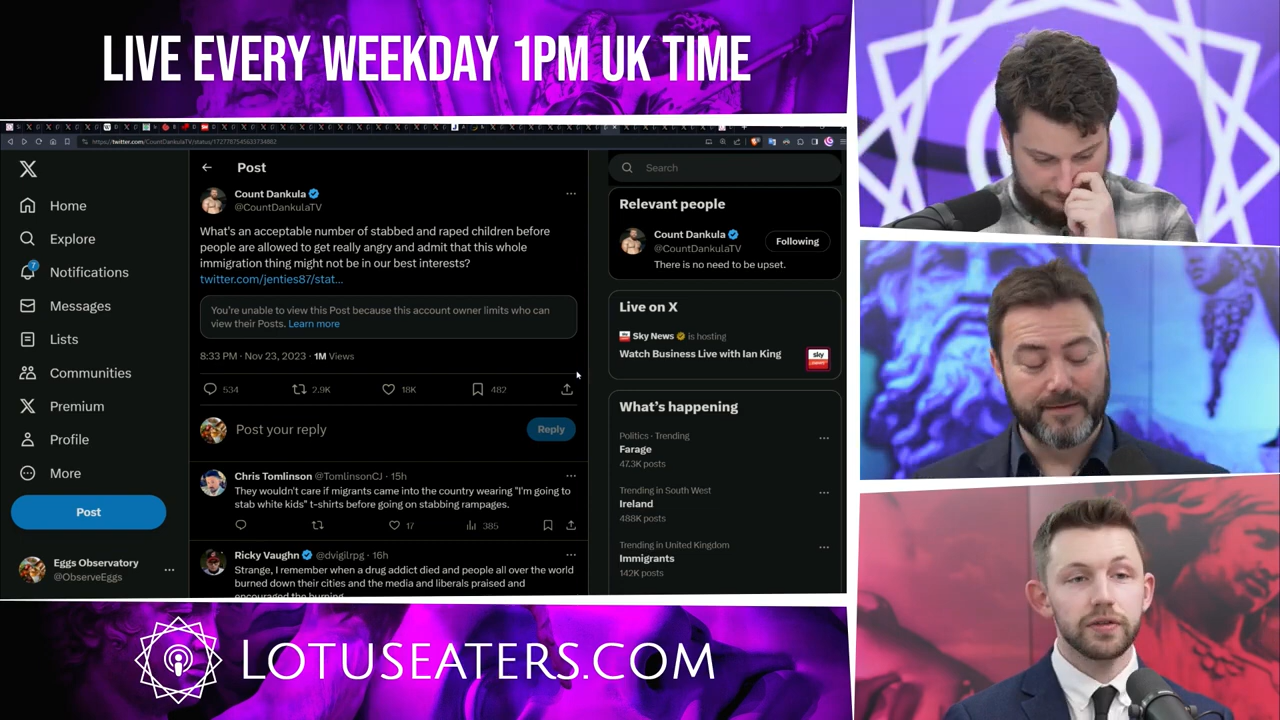 LIVE EVERY WEEKDAY 1PM UK TIME
Post
Search
Home
Explore
7
Notifications
Messages
Lists
Communities
Premium
Profile
More
Post
Eggs Observatory
@ObserveEggs
Count Dankula
@CountDankulaTV
What's an acceptable number of stabbed and raped children before
people are allowed to get really angry and admit that this whole
immigration thing might not be in our best interests?
twitter.com/jenties87/stat...
You're unable to view this Post because this account owner limits who can
view their Posts. Learn more
8:33 PM · Nov 23, 2023 · 1M Views
534 2.9K 18K 482
Post your reply
Reply
Chris Tomlinson @TomlinsonCJ · 15h
They wouldn't care if migrants came into the country wearing "I'm going to
stab white kids" t-shirts before going on stabbing rampages.
17 385
Ricky Vaughn @dvigilrpg · 16h
Strange, I remember when a drug addict died and people all over the world
burned down their cities and the media and liberals praised and
encouraged the burning.
Relevant people
Count Dankula
@CountDankulaTV
Following
There is no need to be upset.
Live on X
Sky News is hosting
Watch Business Live with Ian King
sky
What's happening
Politics · Trending
Farage
47.3K posts
Trending in South West
Ireland
488K posts
Trending in United Kingdom
Immigrants
142K posts
LOTUSEATERS.COM